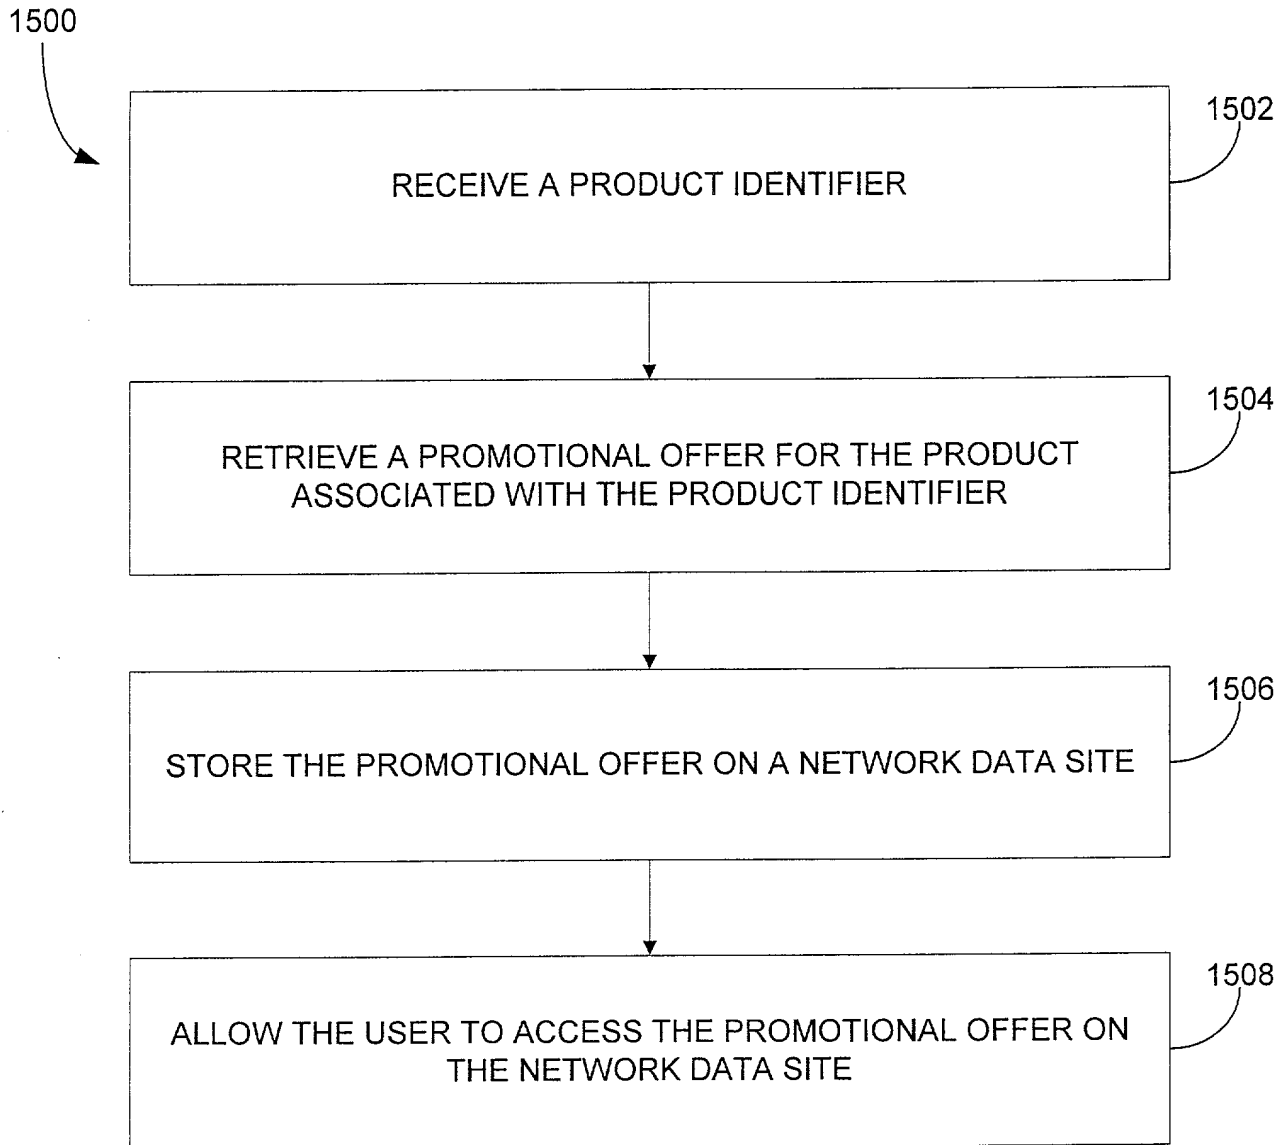 1500
1502
RECEIVE A PRODUCT IDENTIFIER
1504
RETRIEVE A PROMOTIONAL OFFER FOR THE PRODUCT
ASSOCIATED WITH THE PRODUCT IDENTIFIER
1506
STORE THE PROMOTIONAL OFFER ON A NETWORK DATA SITE
1508
ALLOW THE USER TO ACCESS THE PROMOTIONAL OFFER ON
THE NETWORK DATA SITE